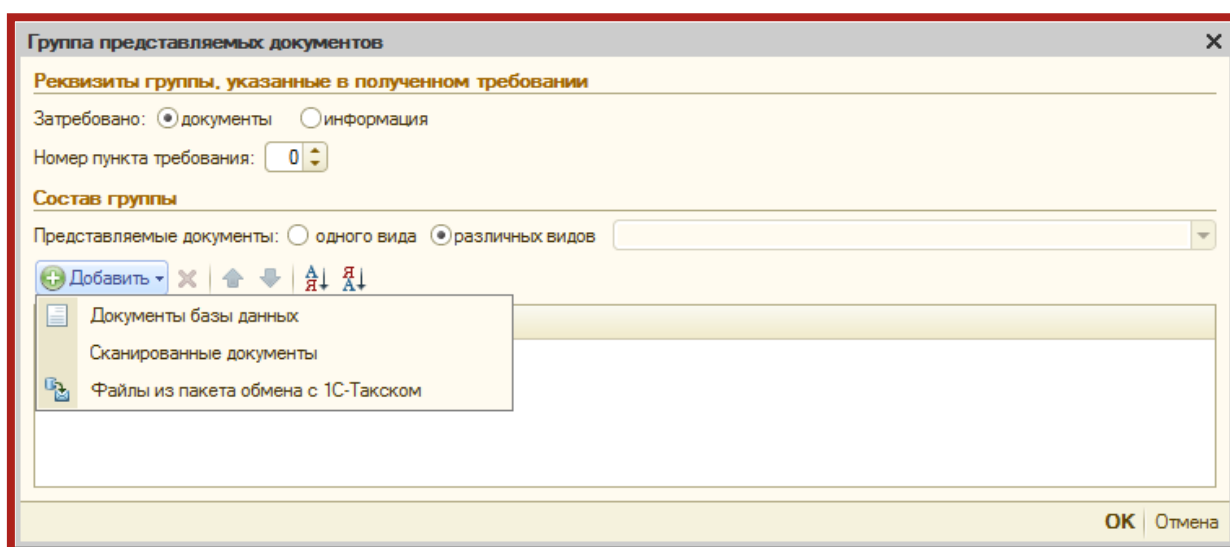 Группа представляемых документов
Реквизиты группы, указанные в полученном требовании
Затребовано: документы информация
Номер пункта требования: 0
Состав группы
Представляемые документы: одного вида различных видов
Добавить
Документы базы данных
Сканированные документы
Файлы из пакета обмена с 1С-Такском
OK Отмена